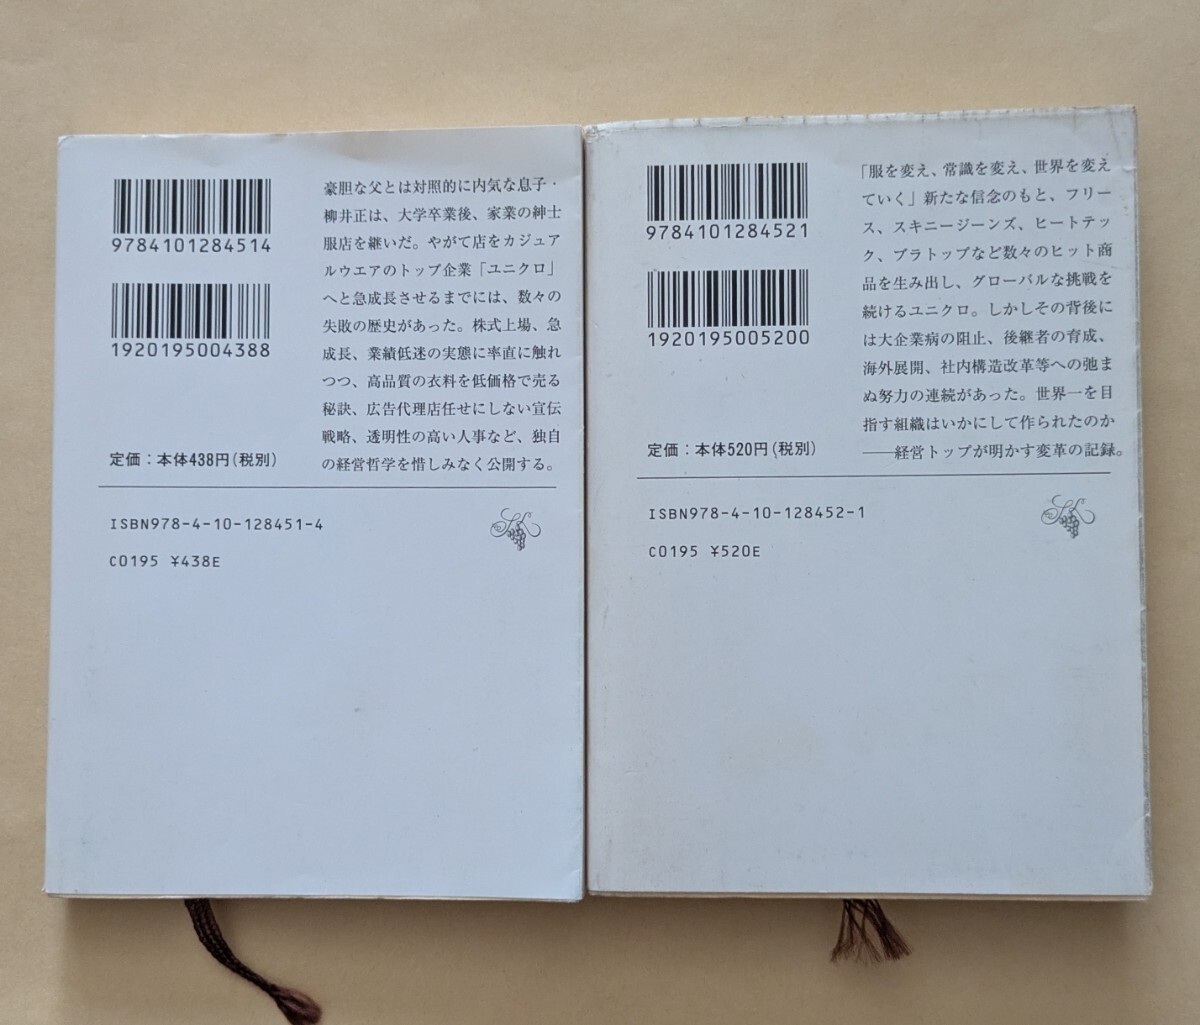 9784101284514
1920195004388
定価：本体438円(税別)
豪胆な父とは対照的に内気な息子・
柳井正は、大学卒業後、家業の紳士
服店を継いだ。やがて店をカジュア
ルウエアのトップ企業「ユニクロ」
へと急成長させるまでには、数々の
失敗の歴史があった。株式上場、急
成長、業績低迷の実態に率直に触れ
つつ、高品質の衣料を低価格で売る
秘訣、広告代理店任せにしない宣伝
戦略、透明性の高い人事など、独自
の経営哲学を惜しみなく公開する。
ISBN978-4-10-128451-4
C0195 ¥438E
9784101284521
1920195005200
定価：本体520円(税別)
「服を変え、常識を変え、世界を変え
ていく」新たな信念のもと、フリー
ス、スキニージーンズ、ヒートテッ
ク、ブラトップなど数々のヒット商
品を生み出し、グローバルな挑戦を
続けるユニクロ。しかしその背後に
は大企業病の阻止、後継者の育成、
海外展開、社内構造改革等への弛ま
ぬ努力の連続があった。世界一を目
指す組織はいかにして作られたのか
――経営トップが明かす変革の記録。
ISBN978-4-10-128452-1
C0195 ¥520E